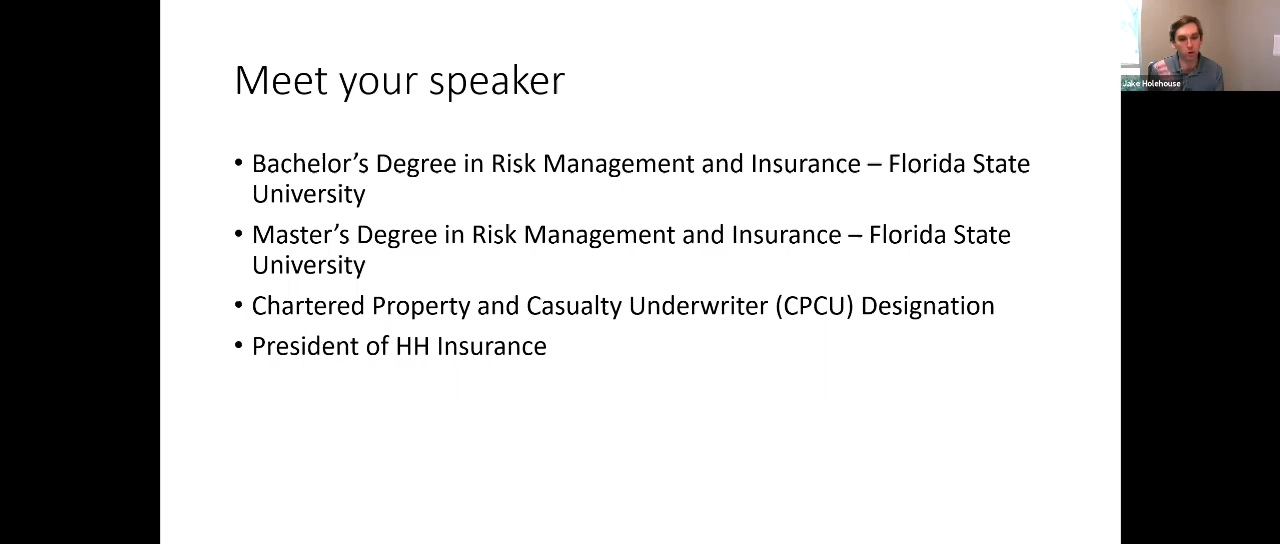 Meet your speaker
• Bachelor’s Degree in Risk Management and Insurance – Florida State
University
• Master’s Degree in Risk Management and Insurance – Florida State
University
• Chartered Property and Casualty Underwriter (CPCU) Designation
• President of HH Insurance
Jake Holehouse